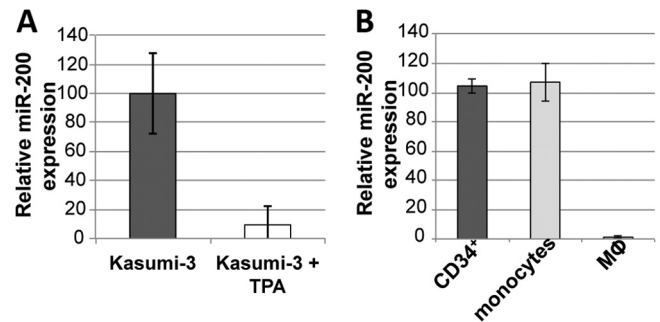 A
Relative miR-200
expression
140
120
100
80
60
40
20
0
Kasumi-3
Kasumi-3 +
TPA
B
Relative miR-200
expression
140
120
100
80
60
40
20
0
CD34⁺
monocytes
MΦ